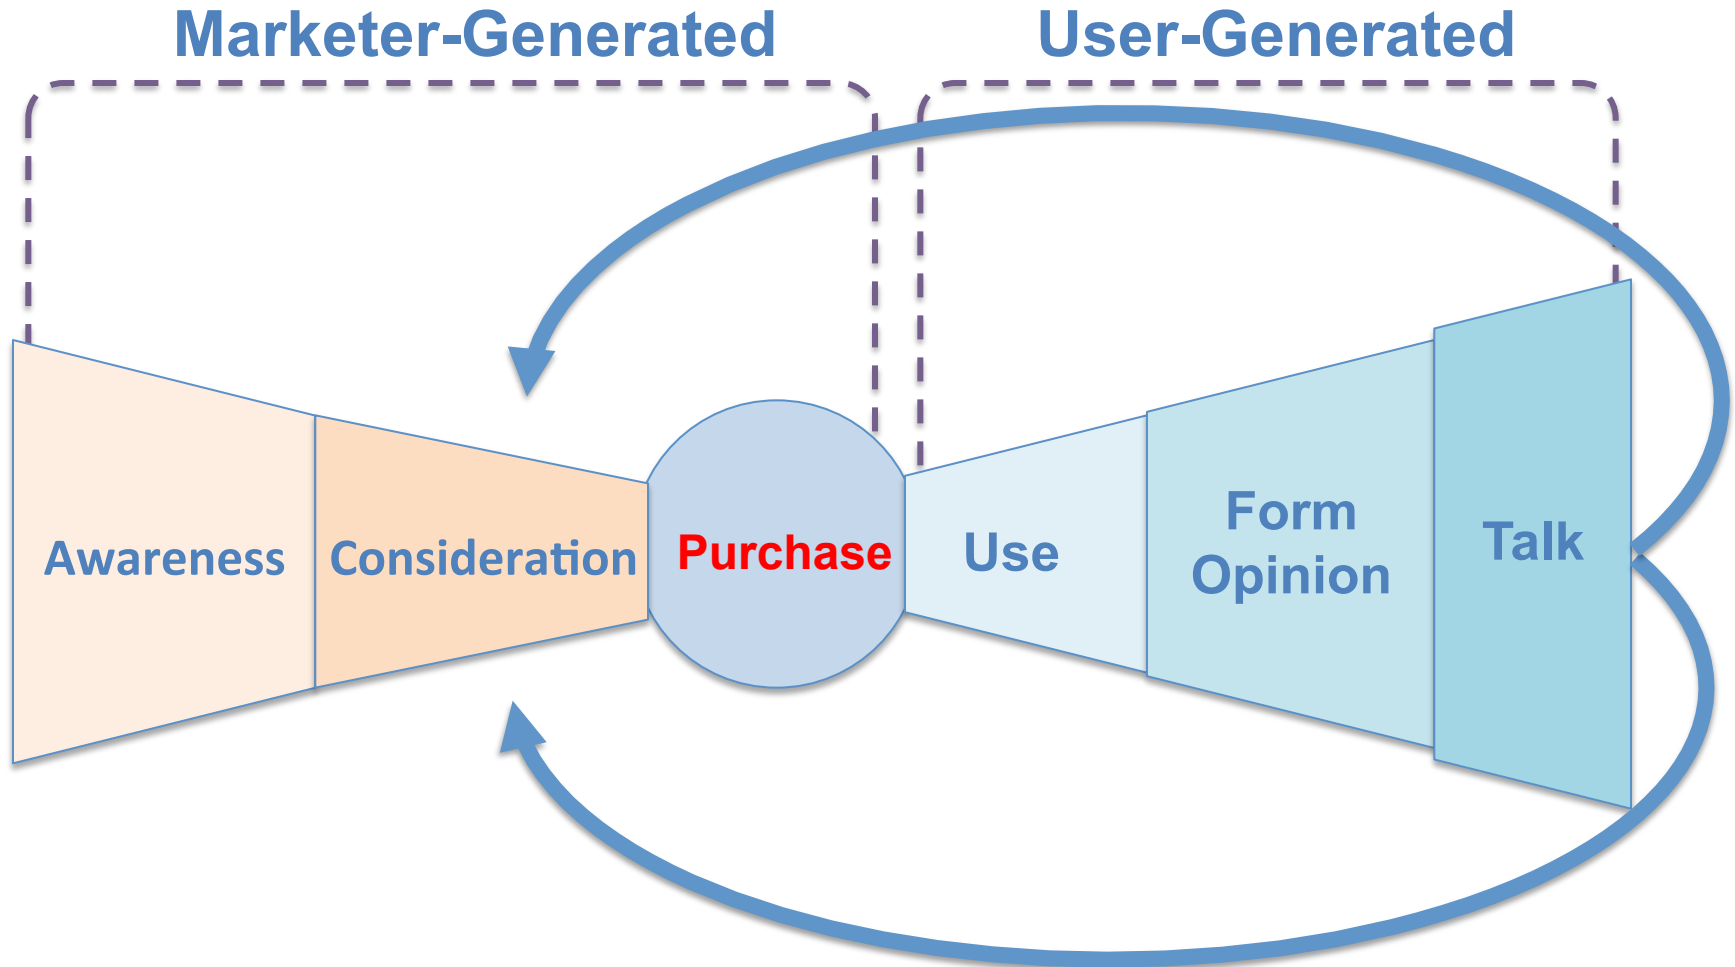 Marketer-Generated
User-Generated
Awareness
Consideration
Purchase
Use
Form
Opinion
Talk